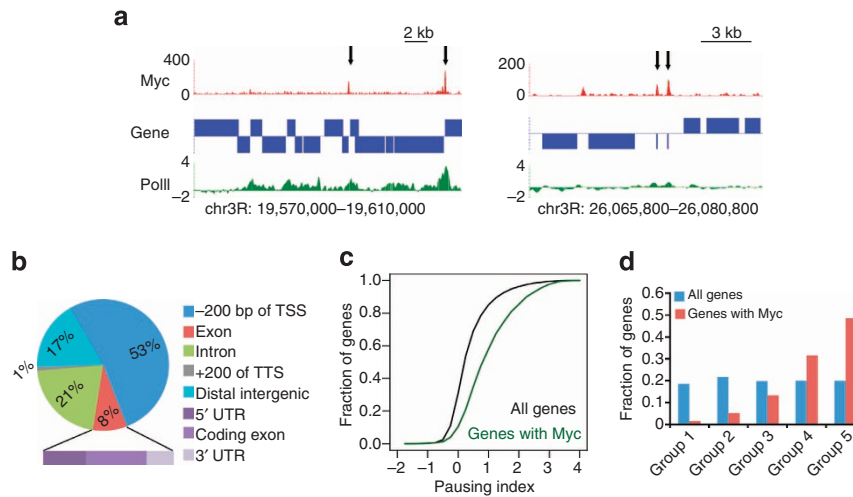 a
2 kb
3 kb
400
Myc
0
200
0
Gene
4
PolII
−2
4
−2
chr3R: 19,570,000–19,610,000
chr3R: 26,065,800–26,080,800
b
17%
53%
1%
21%
8%
−200 bp of TSS
Exon
Intron
+200 of TTS
Distal intergenic
5′ UTR
Coding exon
3′ UTR
c
Fraction of genes
1.0
0.8
0.6
0.4
0.2
0.0
All genes
Genes with Myc
−2 −1 0 1 2 3 4
Pausing index
d
Fraction of genes
0.6
0.5
0.4
0.3
0.2
0.1
0
All genes
Genes with Myc
Group 1
Group 2
Group 3
Group 4
Group 5